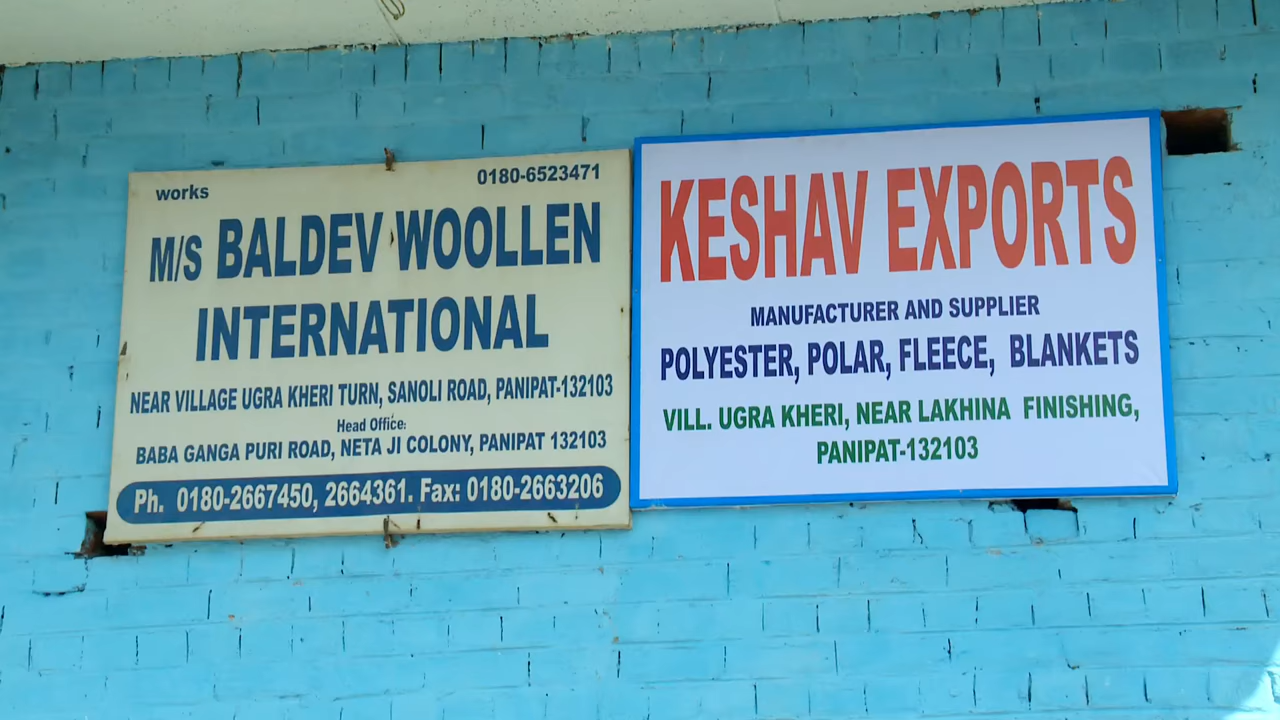 works
0180-6523471
M/S BALDEV WOOLLEN
INTERNATIONAL
NEAR VILLAGE UGRA KHERI TURN, SANOLI ROAD, PANIPAT-132103
Head Office:
BABA GANGA PURI ROAD, NETA JI COLONY, PANIPAT 132103
Ph. 0180-2667450, 2664361. Fax: 0180-2663206
KESHAV EXPORTS
MANUFACTURER AND SUPPLIER
POLYESTER, POLAR, FLEECE, BLANKETS
VILL. UGRA KHERI, NEAR LAKHINA FINISHING,
PANIPAT-132103